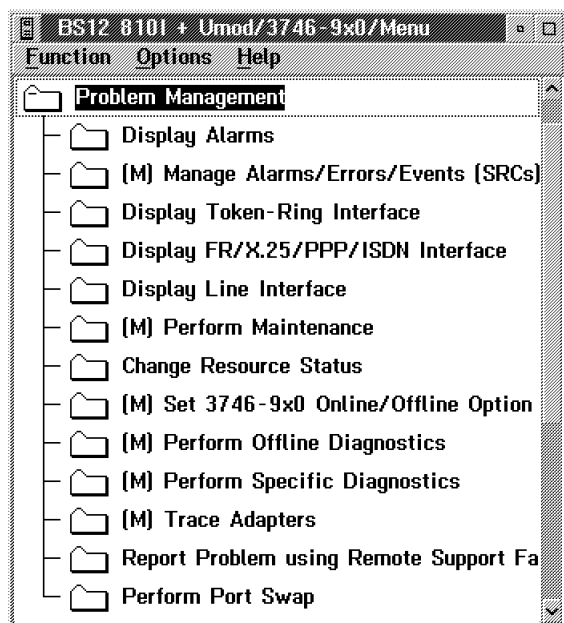 BS12 810I + Umod/3746-9x0/Menu
Function Options Help
Problem Management
Display Alarms
(M) Manage Alarms/Errors/Events (SRCs)
Display Token-Ring Interface
Display FR/X.25/PPP/ISDN Interface
Display Line Interface
(M) Perform Maintenance
Change Resource Status
(M) Set 3746-9x0 Online/Offline Option
(M) Perform Offline Diagnostics
(M) Perform Specific Diagnostics
(M) Trace Adapters
Report Problem using Remote Support Fa
Perform Port Swap